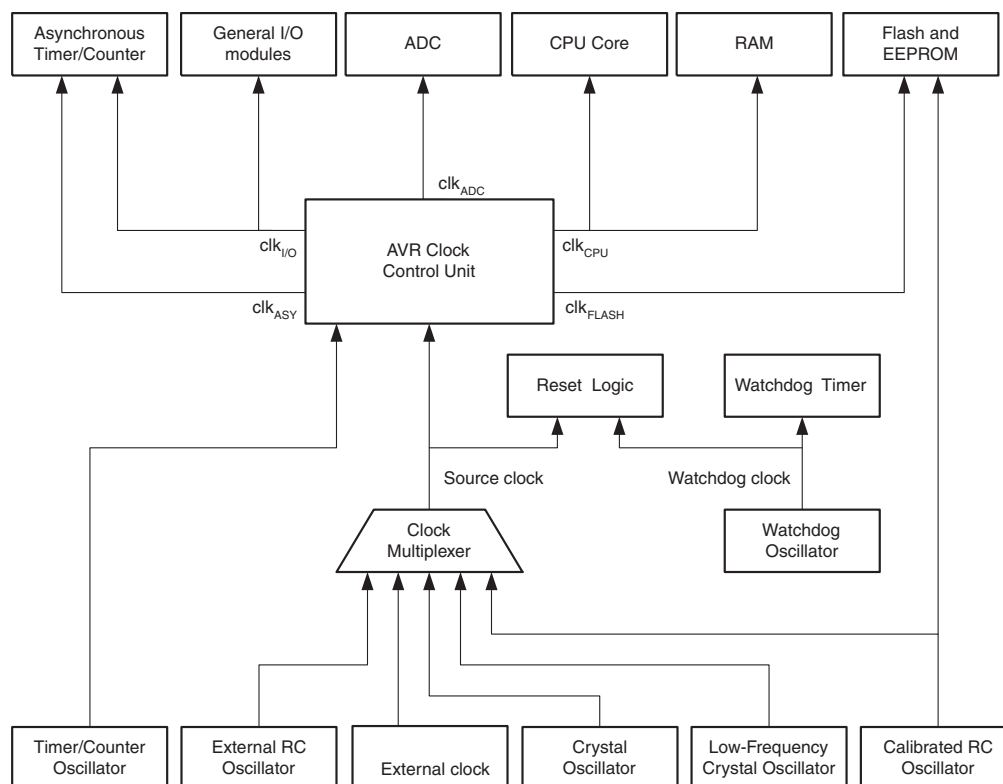 Asynchronous
Timer/Counter
General I/O
modules
ADC
CPU Core
RAM
Flash and
EEPROM
clkADC
clkI/O
AVR Clock
Control Unit
clkCPU
clkASY
clkFLASH
Reset Logic
Watchdog Timer
Source clock
Watchdog clock
Clock
Multiplexer
Watchdog
Oscillator
Timer/Counter
Oscillator
External RC
Oscillator
External clock
Crystal
Oscillator
Low-Frequency
Crystal Oscillator
Calibrated RC
Oscillator